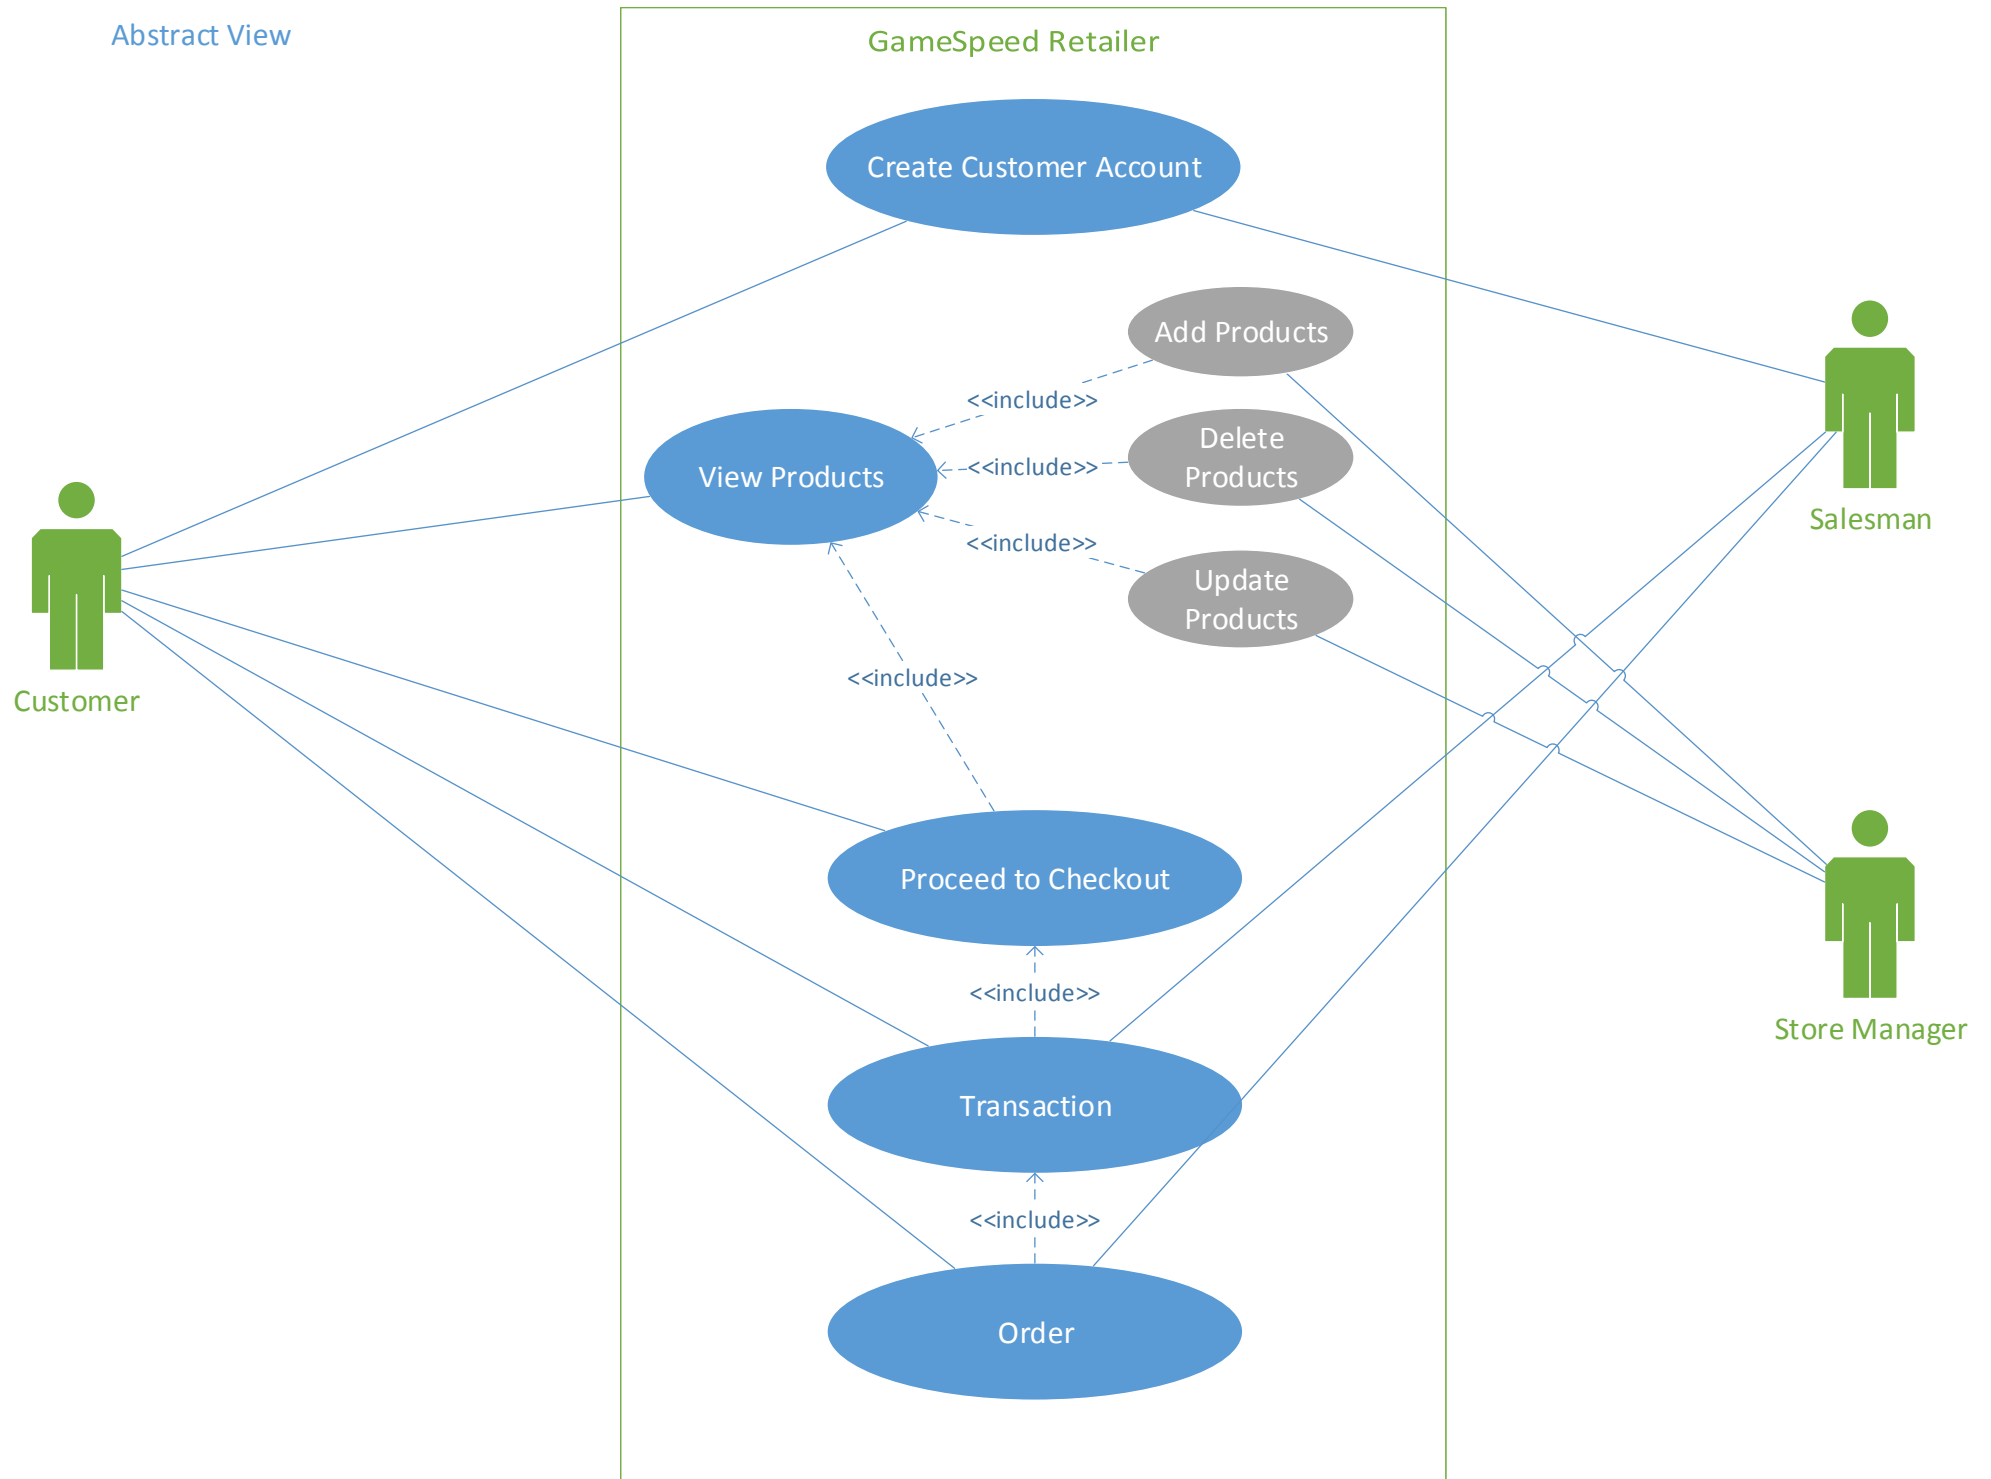 Abstract View
GameSpeed Retailer
Create Customer Account
Add Products
<<include>>
Delete
Products
<<include>>
View Products
Salesman
<<include>>
Update
Products
<<include>>
Customer
Proceed to Checkout
<<include>>
Store Manager
Transaction
<<include>>
Order